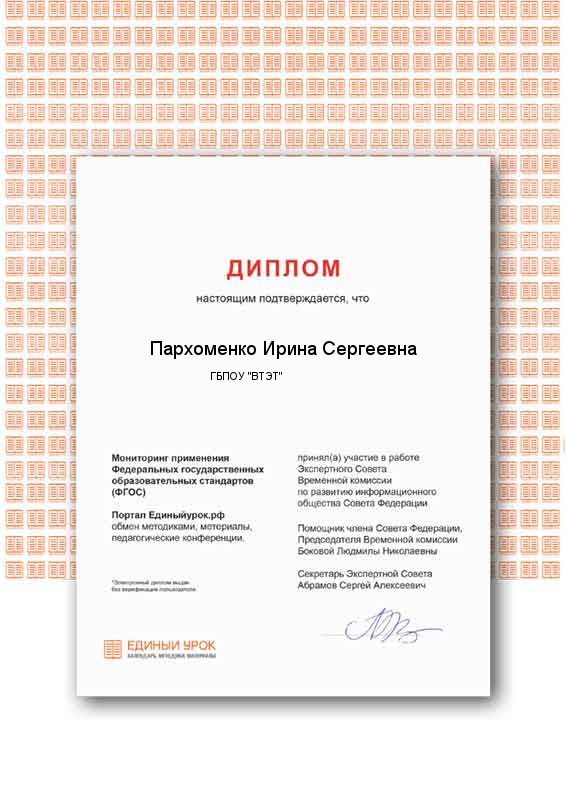 ДИПЛОМ
настоящим подтверждается, что
Пархоменко Ирина Сергеевна
ГБПОУ "ВТЭТ"
Мониторинг применения
Федеральных государственных
образовательных стандартов
(ФГОС)
Портал Единыйурок.рф
обмен методиками, материалы,
педагогические конференции.
*Электронный диплом выдан
без верификации пользователя.
принял(а) участие в работе
Экспертного Совета
Временной комиссии
по развитию информационного
общества Совета Федерации
Помощник члена Совета Федерации,
Председателя Временной комиссии
Боковой Людмилы Николаевны
Секретарь Экспертной Совета
Абрамов Сергей Алексеевич
ЕДИНЫЙ УРОК
КАЛЕНДАРЬ МЕТОДИКИ МАТЕРИАЛЫ